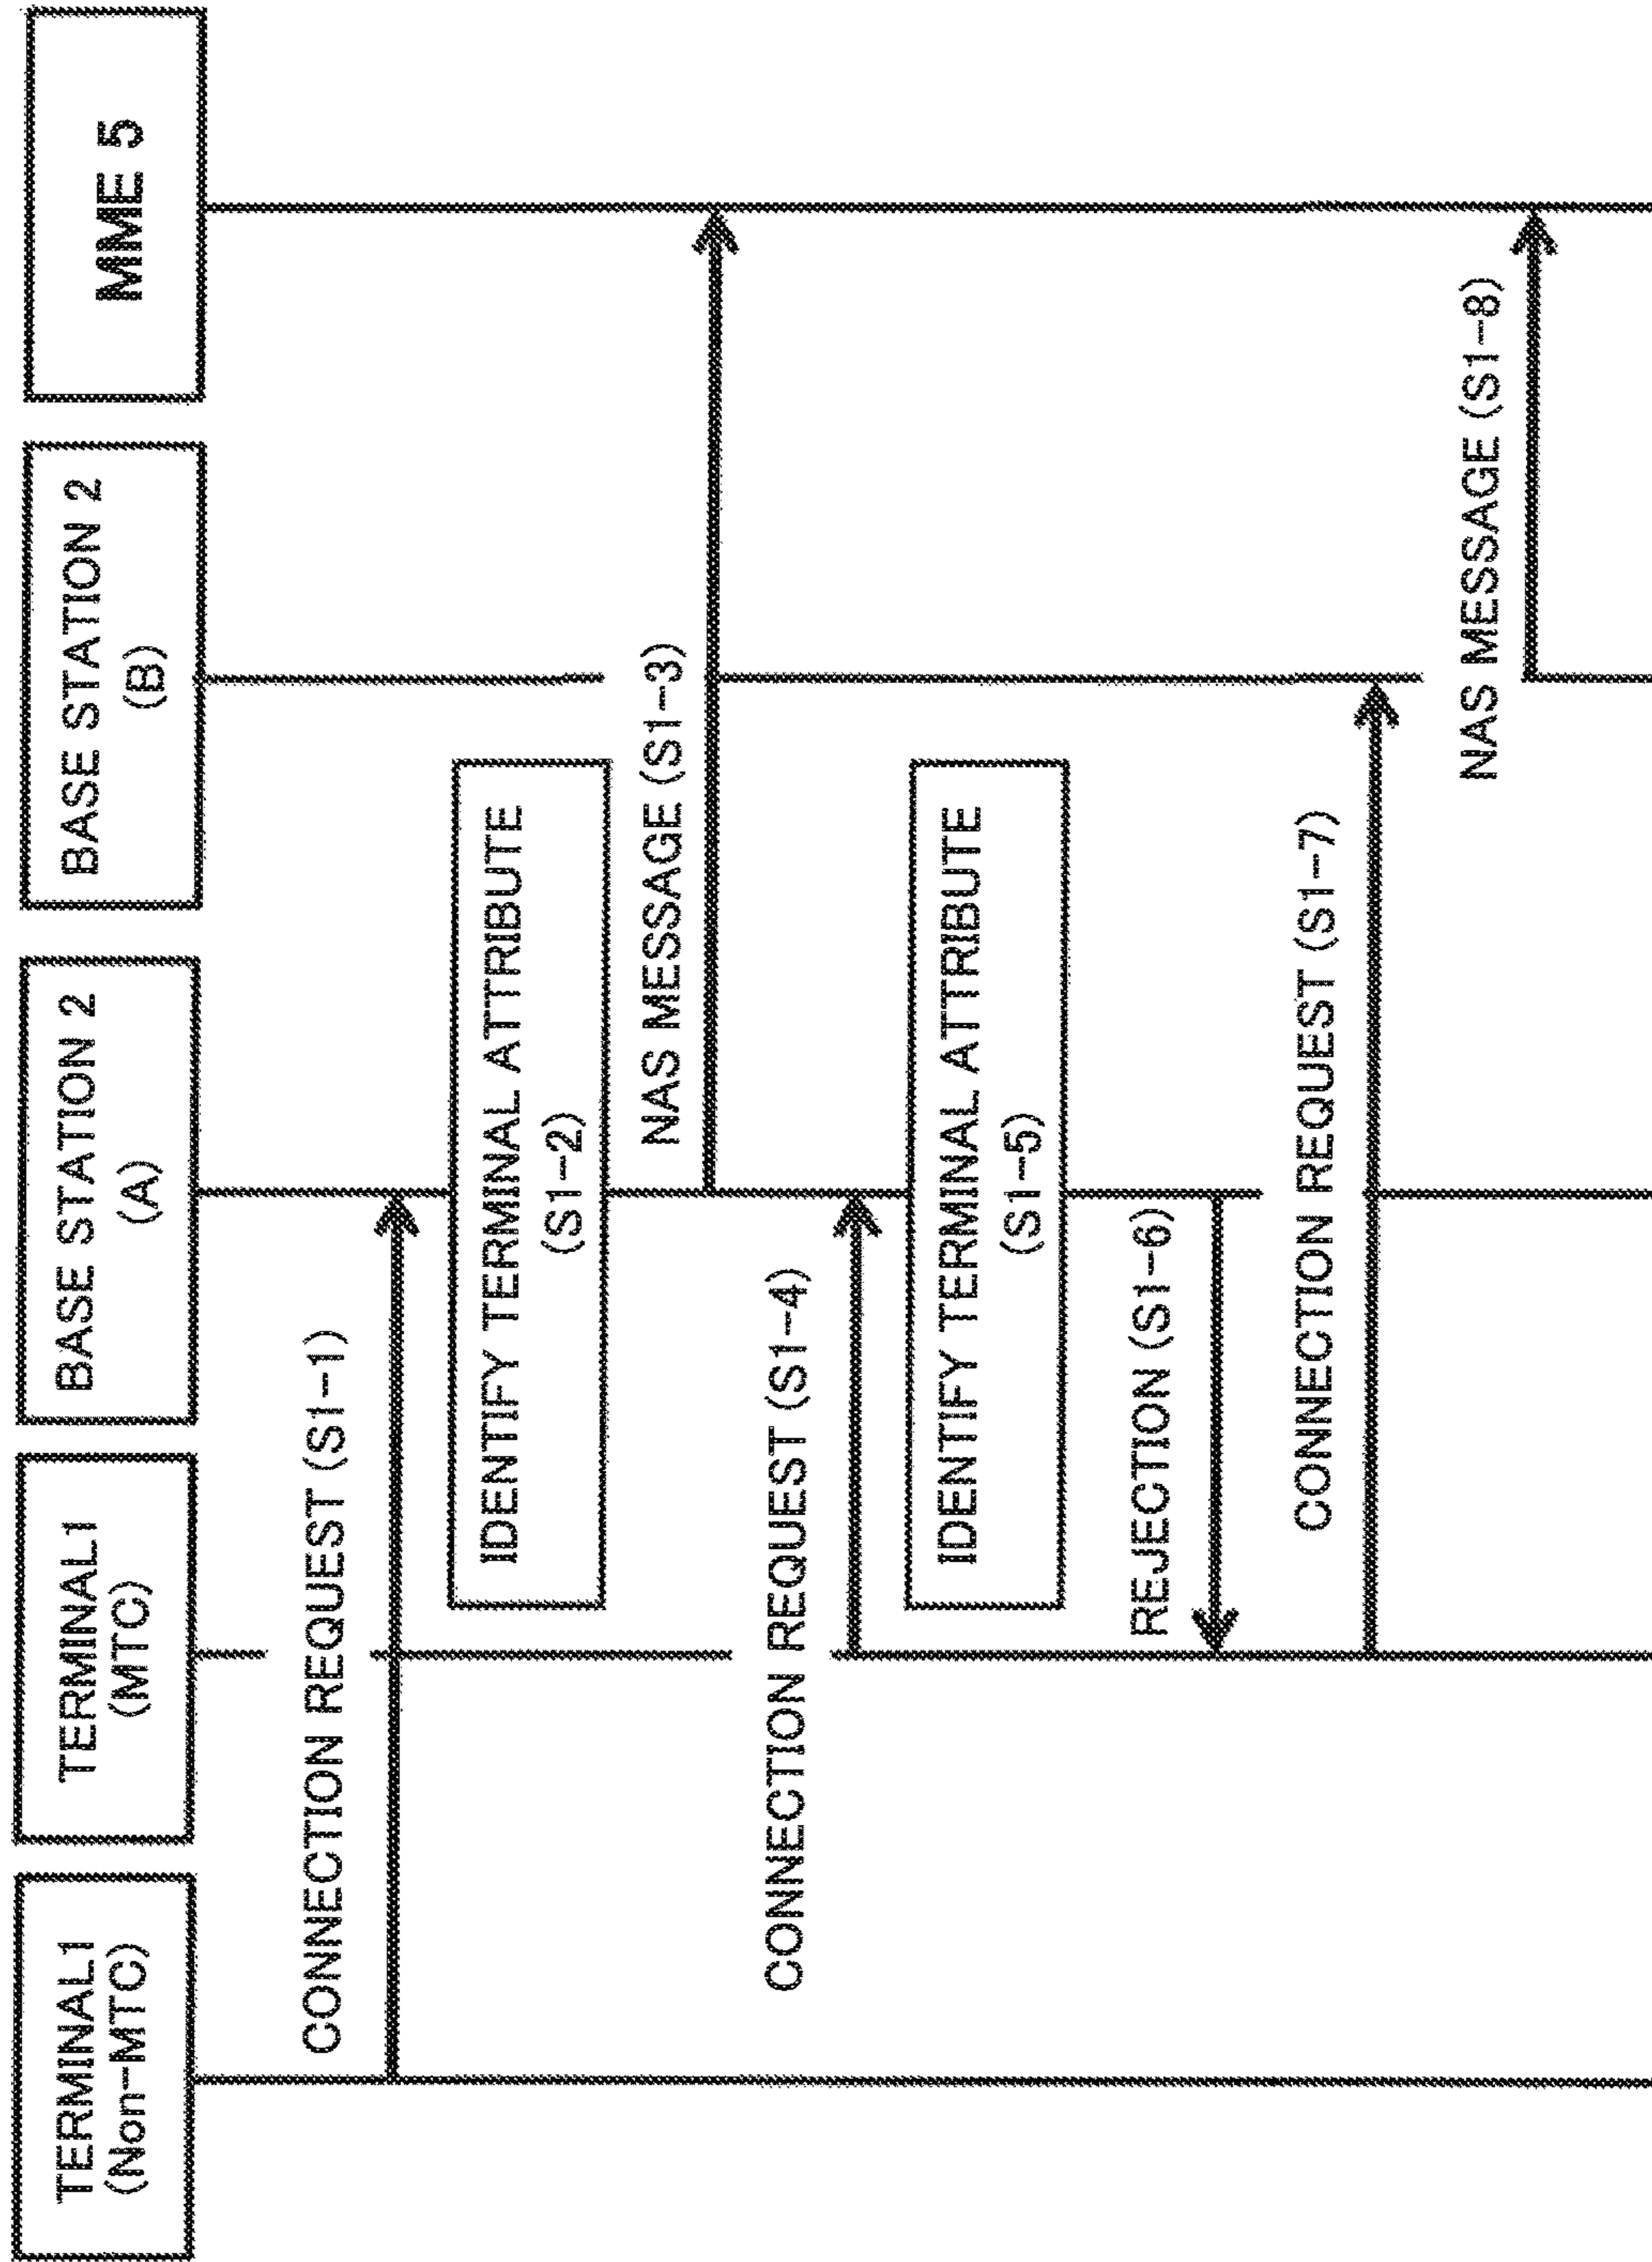 TERMINAL1
(Non-MTC)
TERMINAL1
(MTC)
BASE STATION 2
(A)
BASE STATION 2
(B)
MME 5
CONNECTION REQUEST (S1-1)
IDENTIFY TERMINAL ATTRIBUTE
(S1-2)
NAS MESSAGE (S1-3)
CONNECTION REQUEST (S1-4)
IDENTIFY TERMINAL ATTRIBUTE
(S1-5)
REJECTION (S1-6)
CONNECTION REQUEST (S1-7)
NAS MESSAGE (S1-8)